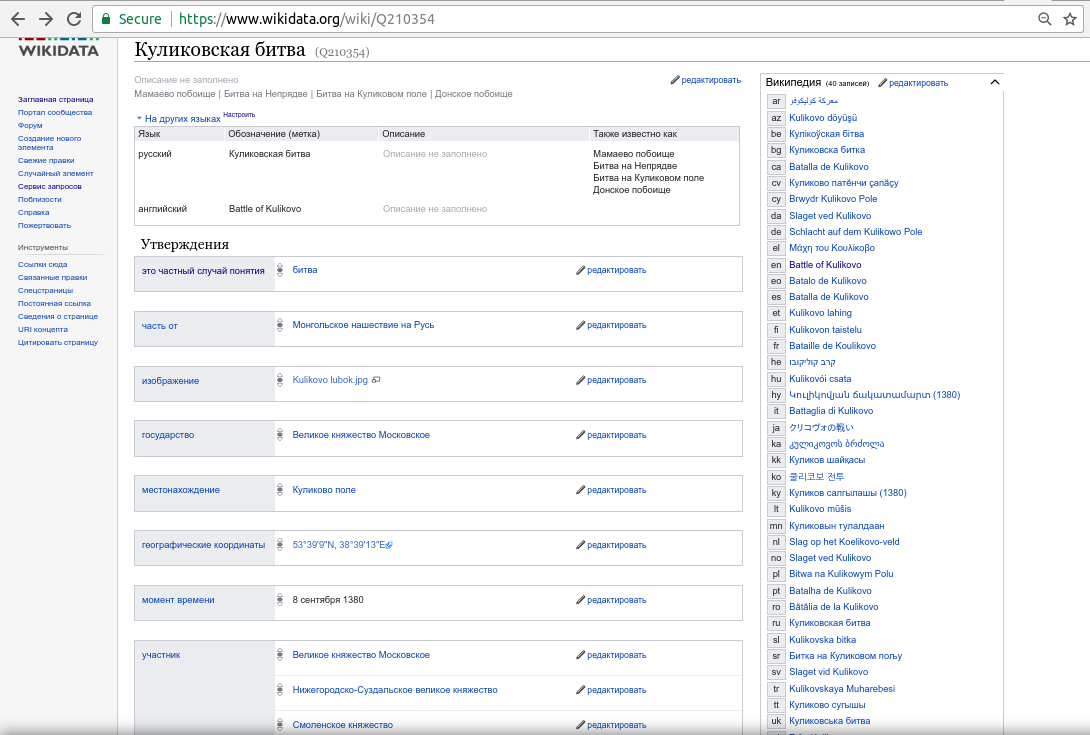 Secure https://www.wikidata.org/wiki/Q210354
WIKIDATA
Заглавная страница
Портал сообщества
Форум
Создание нового
элемента
Свежие правки
Случайный элемент
Сервис запросов
Поблизости
Справка
Пожертвовать
Инструменты
Ссылки сюда
Связанные правки
Спецстраницы
Постоянная ссылка
Сведения о странице
URI концепта
Цитировать страницу
Куликовская битва (Q210354)
Описание не заполнено
редактировать
Мамаево побоище | Битва на Непрядве | Битва на Куликовом поле | Донское побоище
На других языках Настроить
Язык Обозначение (метка) Описание Также известно как
русский Куликовская битва Описание не заполнено Мамаево побоище
Битва на Непрядве
Битва на Куликовом поле
Донское побоище
английский Battle of Kulikovo Описание не заполнено
Утверждения
это частный случай понятия битва редактировать
часть от Монгольское нашествие на Русь редактировать
изображение Kulikovo lubok.jpg редактировать
государство Великое княжество Московское редактировать
местонахождение Куликово поле редактировать
географические координаты 53°39'9"N, 38°39'13"E редактировать
момент времени 8 сентября 1380 редактировать
участник Великое княжество Московское редактировать
Нижегородско-Суздальское великое княжество редактировать
Смоленское княжество редактировать
Википедия (40 записей) редактировать
ar معركة كوليكوفو
az Kulikovo döyüşü
be Кулікоўская бітва
bg Куликовска битка
ca Batalla de Kulikovo
cv Куликово патĕнчи çапăçу
cy Brwydr Kulikovo Pole
da Slaget ved Kulikovo
de Schlacht auf dem Kulikowo Pole
el Μάχη του Κουλίκοβο
en Battle of Kulikovo
eo Batalo de Kulikovo
es Batalla de Kulikovo
et Kulikovo lahing
fi Kulikovon taistelu
fr Bataille de Koulikovo
he קרב קוליקובו
hu Kulikovói csata
hy Կուլիկովյան ճակատամարտ (1380)
it Battaglia di Kulikovo
ja クリコヴォの戦い
ka კულიკოვოს ბრძოლა
kk Куликов шайқасы
ko 쿨리코보 전투
ky Куликов салгылашы (1380)
lt Kulikovo mūšis
mn Куликовын тулалдаан
nl Slag op het Koelikovo-veld
no Slaget ved Kulikovo
pl Bitwa na Kulikowym Polu
pt Batalha de Kulikovo
ro Bătălia de la Kulikovo
ru Куликовская битва
sl Kulikovska bitka
sr Битка на Куликовом пољу
sv Slaget vid Kulikovo
tr Kulikovskaya Muharebesi
tt Куликово сугышы
uk Куликовська битва